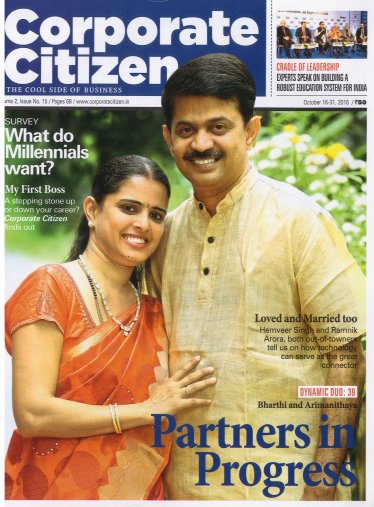 Corporate
Citizen
THE COOL SIDE OF BUSINESS
CRADLE OF LEADERSHIP
EXPERTS SPEAK ON BUILDING A
ROBUST EDUCATION SYSTEM FOR INDIA
ume 2, Issue No. 15 / Pages 68 / www.corporatecitizen.in
October 16-31, 2016 / ₹50
SURVEY
What do
Millennials
want?
My First Boss
A stepping stone up
or down your career?
Corporate Citizen
finds out
Loved and Married too
Hemveer Singh and Ramnik
Arora, both out-of-towners
tell us on how technology
can serve as the great
connector
DYNAMIC DUO: 39
Bharthi and Arimanithaya
Partners in
Progress